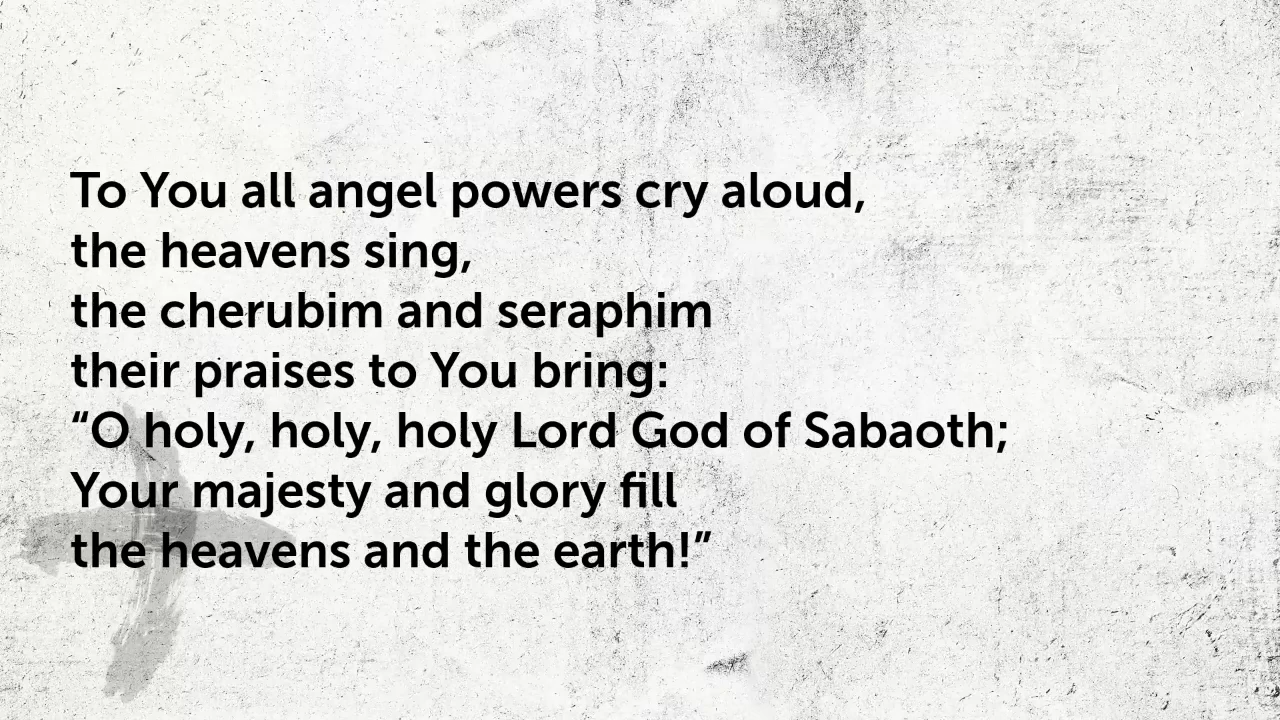 To You all angel powers cry aloud,
the heavens sing,
the cherubim and seraphim
their praises to You bring:
“O holy, holy, holy Lord God of Sabaoth;
Your majesty and glory fill
the heavens and the earth!”